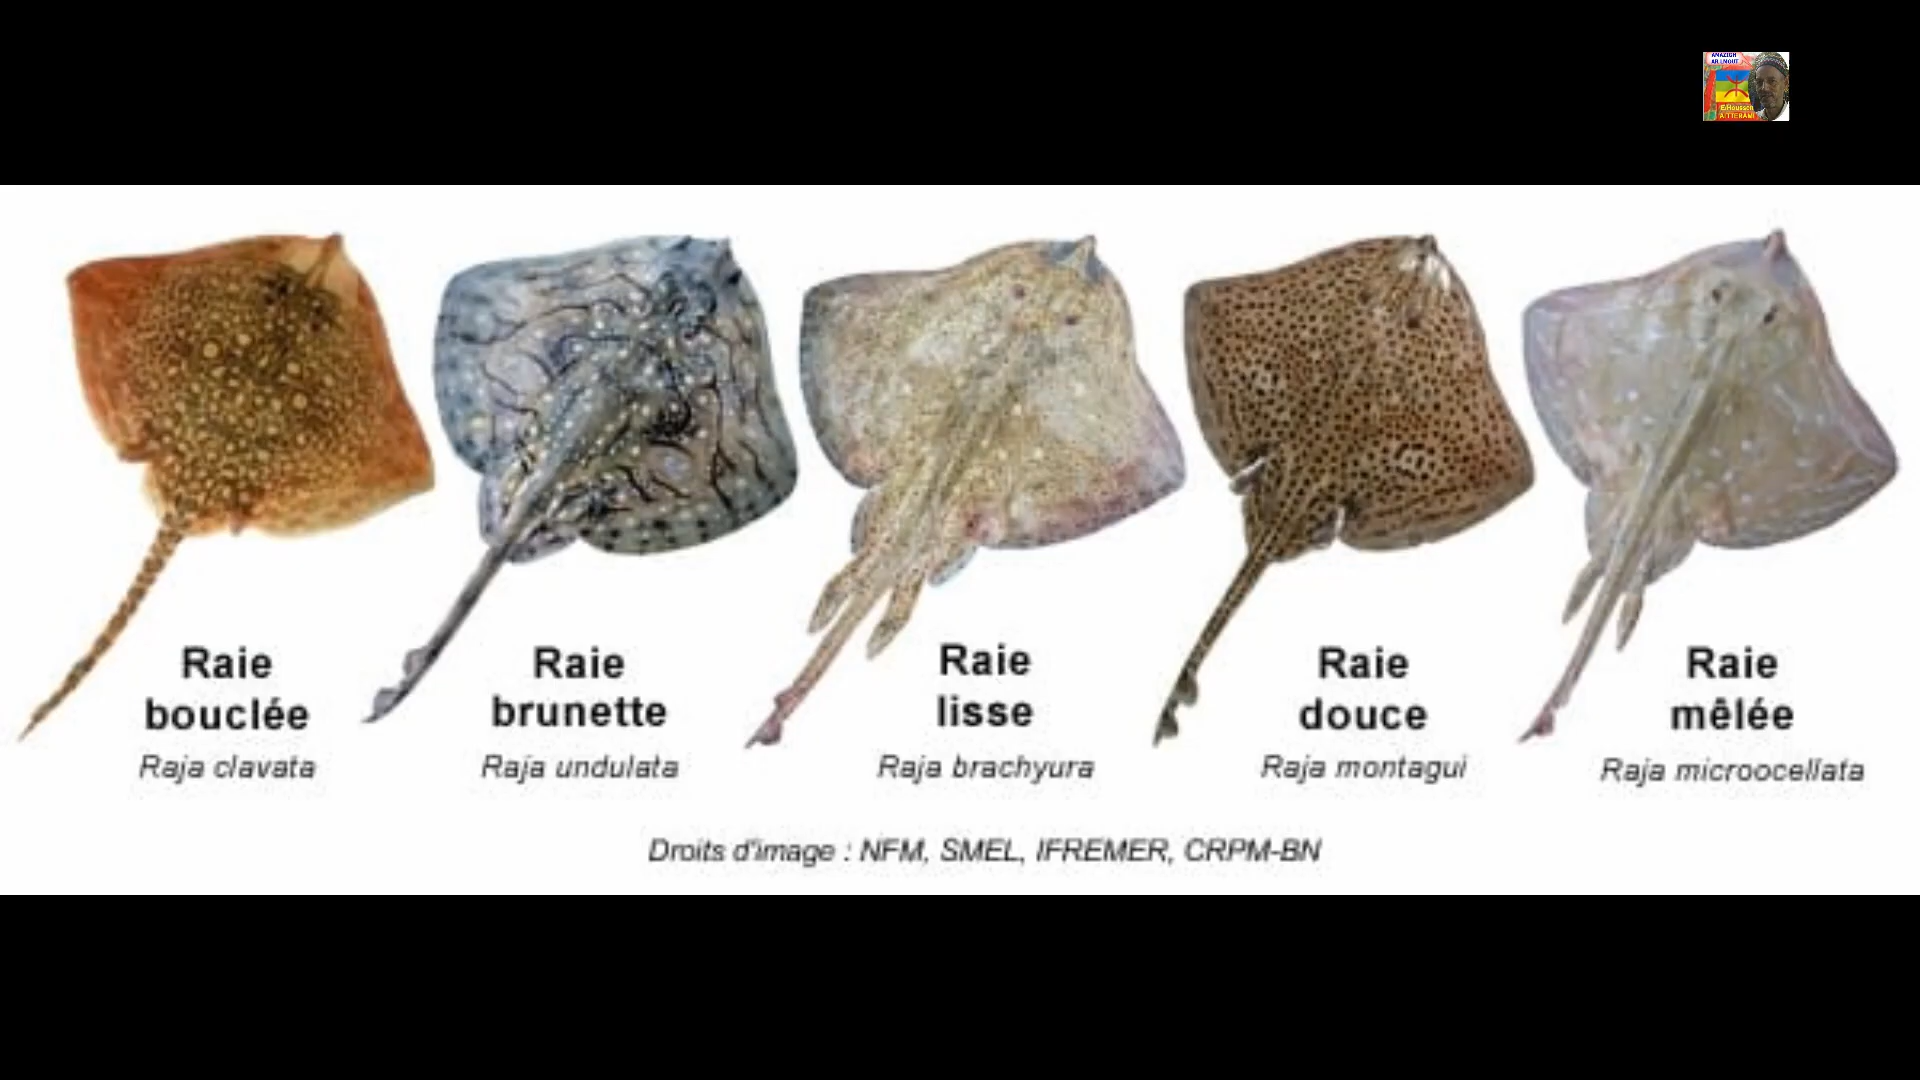 AMAZIGH
Raie
bouclée
Raja clavata
Raie
brunette
Raja undulata
Raie
lisse
Raja brachyura
Raie
douce
Raja montagui
Raie
mêlée
Raja microocellata
Droits d'image : NFM, SMEL, IFREMER, CRPM-BN